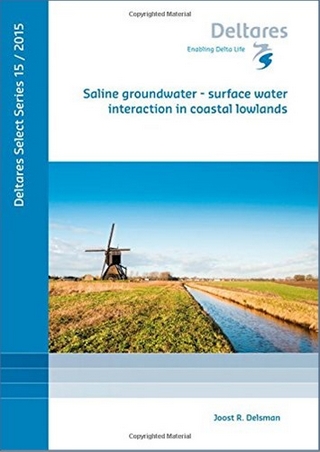 Copyrighted Material
Deltares
Enabling Delta Life
Deltares Select Series 15 / 2015
Saline groundwater - surface water
interaction in coastal lowlands
Joost R. Delsman
Copyrighted Material